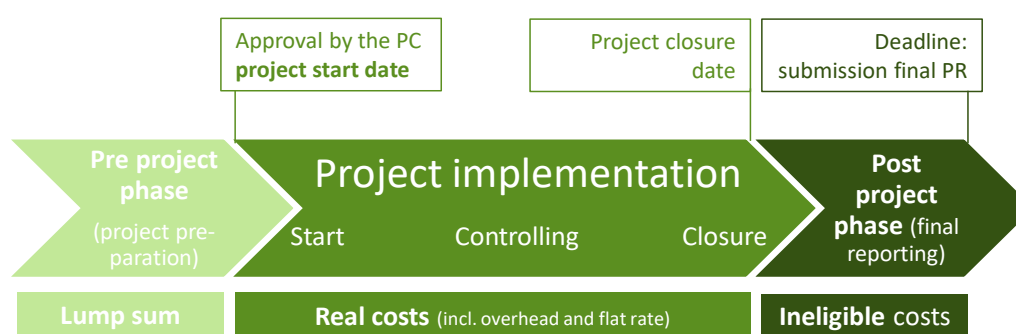 Approval by the PC
project start date
Project closure
date
Deadline:
submission final PR
Pre project
phase
(project pre-
paration)
Project implementation
Start Controlling Closure
Post
project
phase (final
reporting)
Lump sum
Real costs (incl. overhead and flat rate)
Ineligible costs